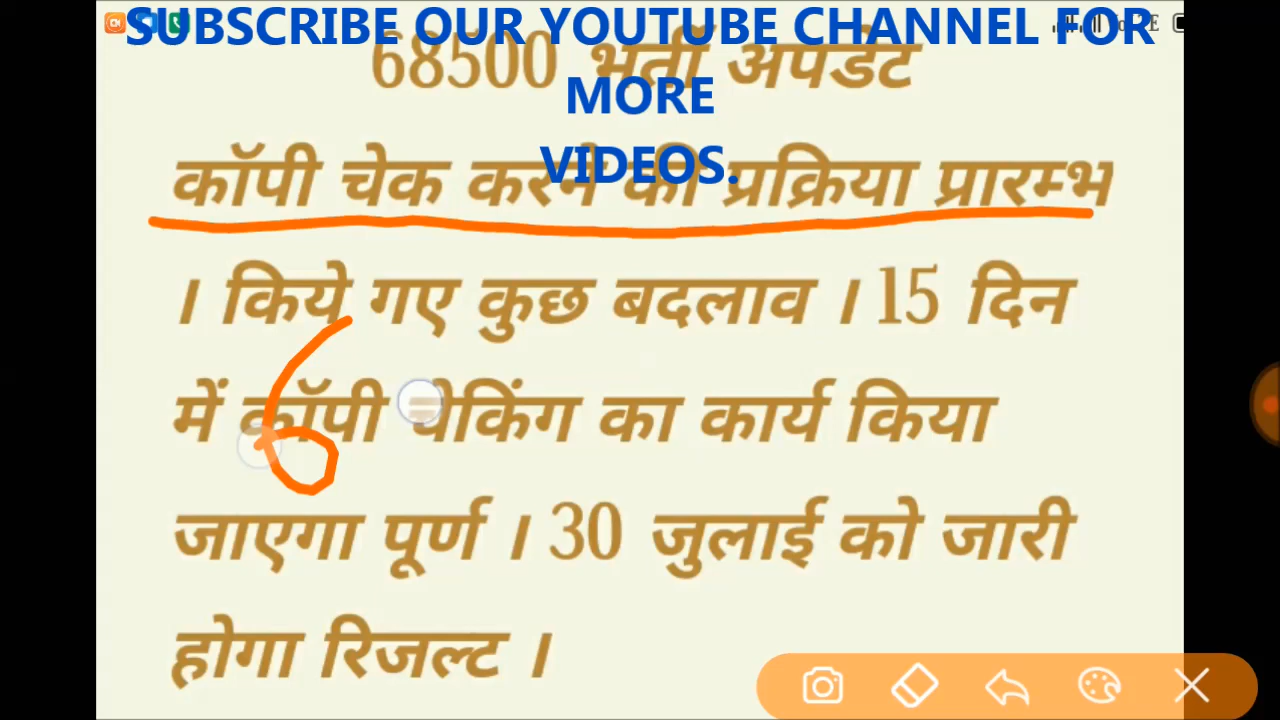 SUBSCRIBE OUR YOUTUBE CHANNEL FOR
MORE
VIDEOS.
68500 भर्ती अपडेट
कॉपी चेक करने की प्रक्रिया प्रारम्भ
। किये गए कुछ बदलाव । 15 दिन
में कॉपी चेकिंग का कार्य किया
जाएगा पूर्ण । 30 जुलाई को जारी
होगा रिजल्ट ।
6